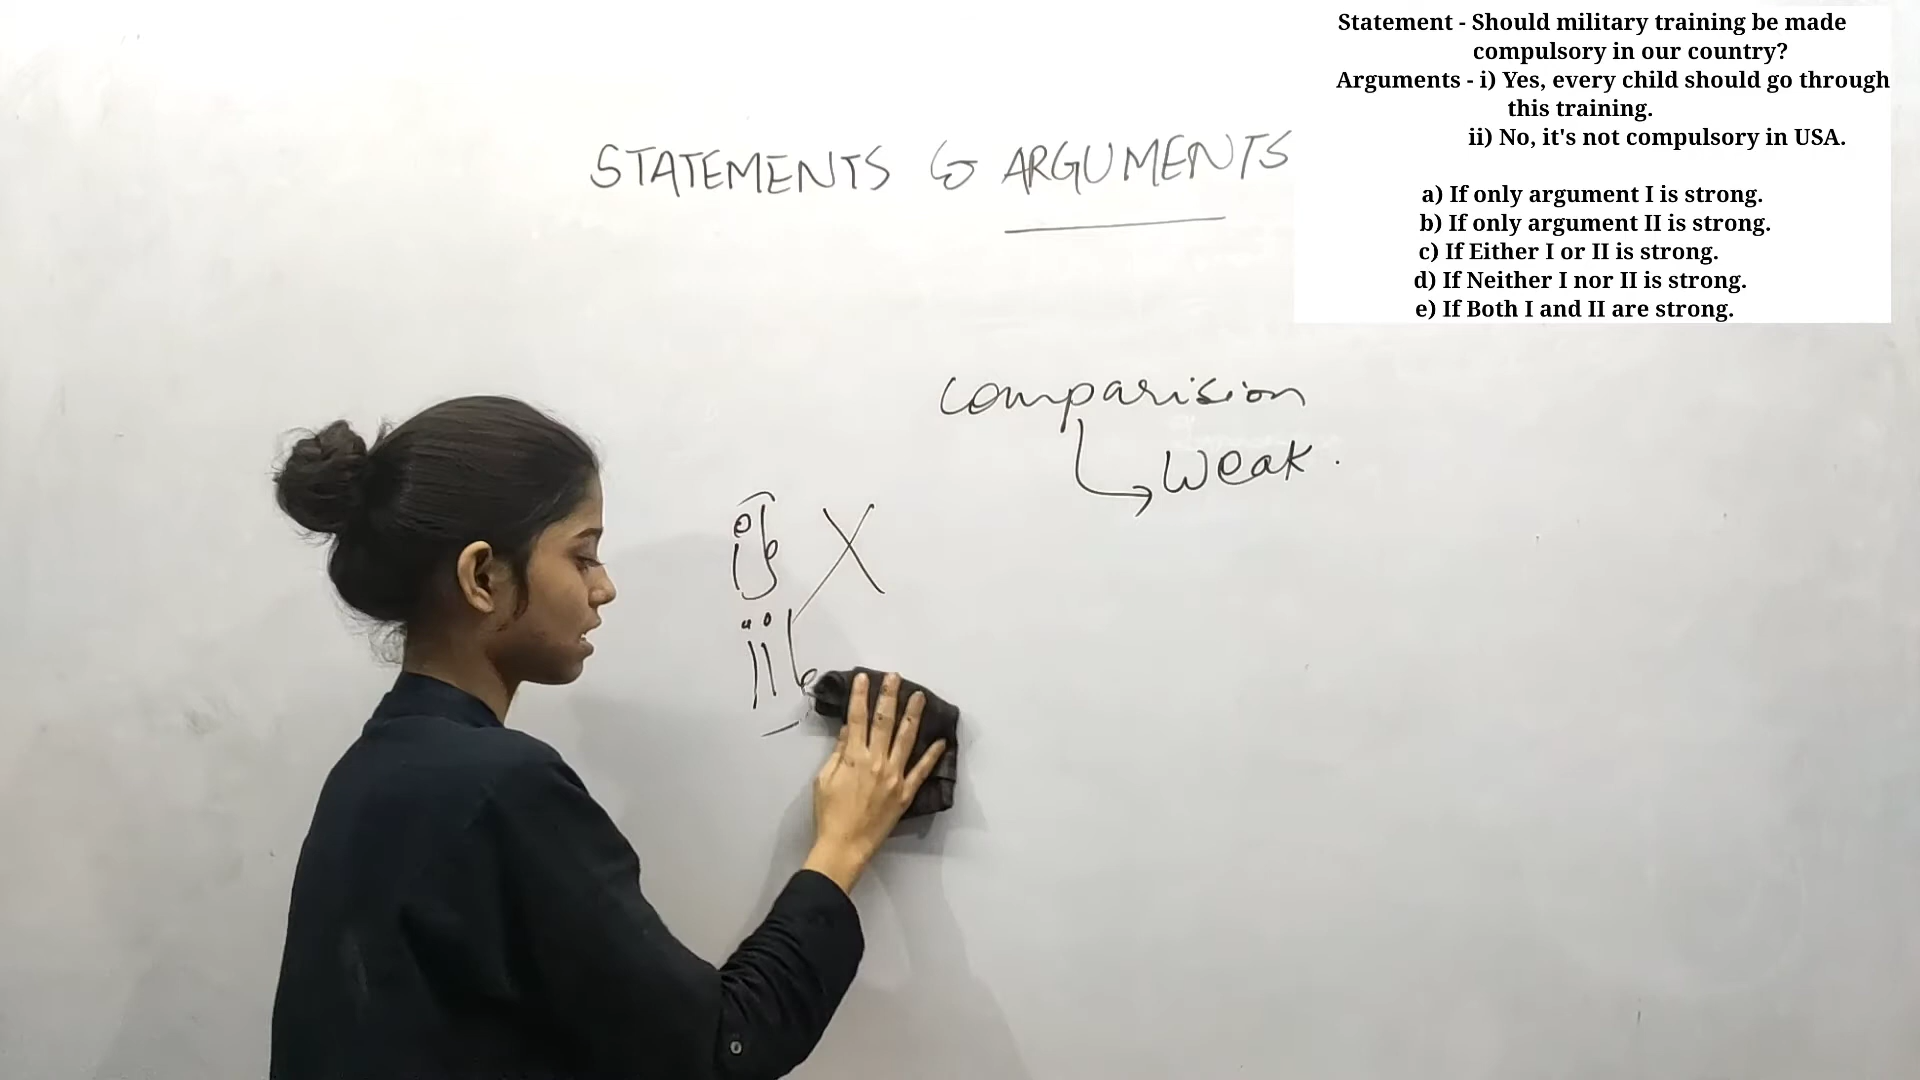 Statement - Should military training be made
compulsory in our country?
Arguments - i) Yes, every child should go through
this training.
ii) No, it's not compulsory in USA.
a) If only argument I is strong.
b) If only argument II is strong.
c) If Either I or II is strong.
d) If Neither I nor II is strong.
e) If Both I and II are strong.
STATEMENTS & ARGUMENTS
comparision
weak.
i) X
ii)